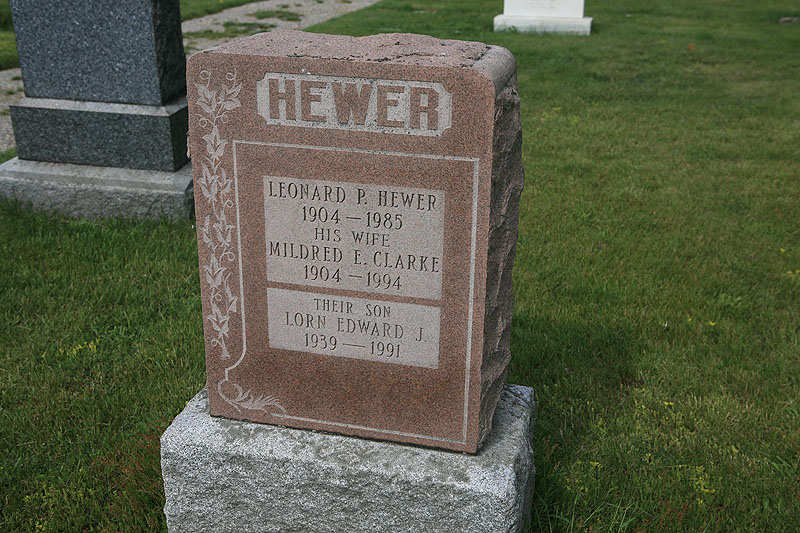 HEWER
LEONARD P. HEWER
1904 — 1985
HIS WIFE
MILDRED E. CLARKE
1904 — 1994
THEIR SON
LORN EDWARD J.
1939 — 1991